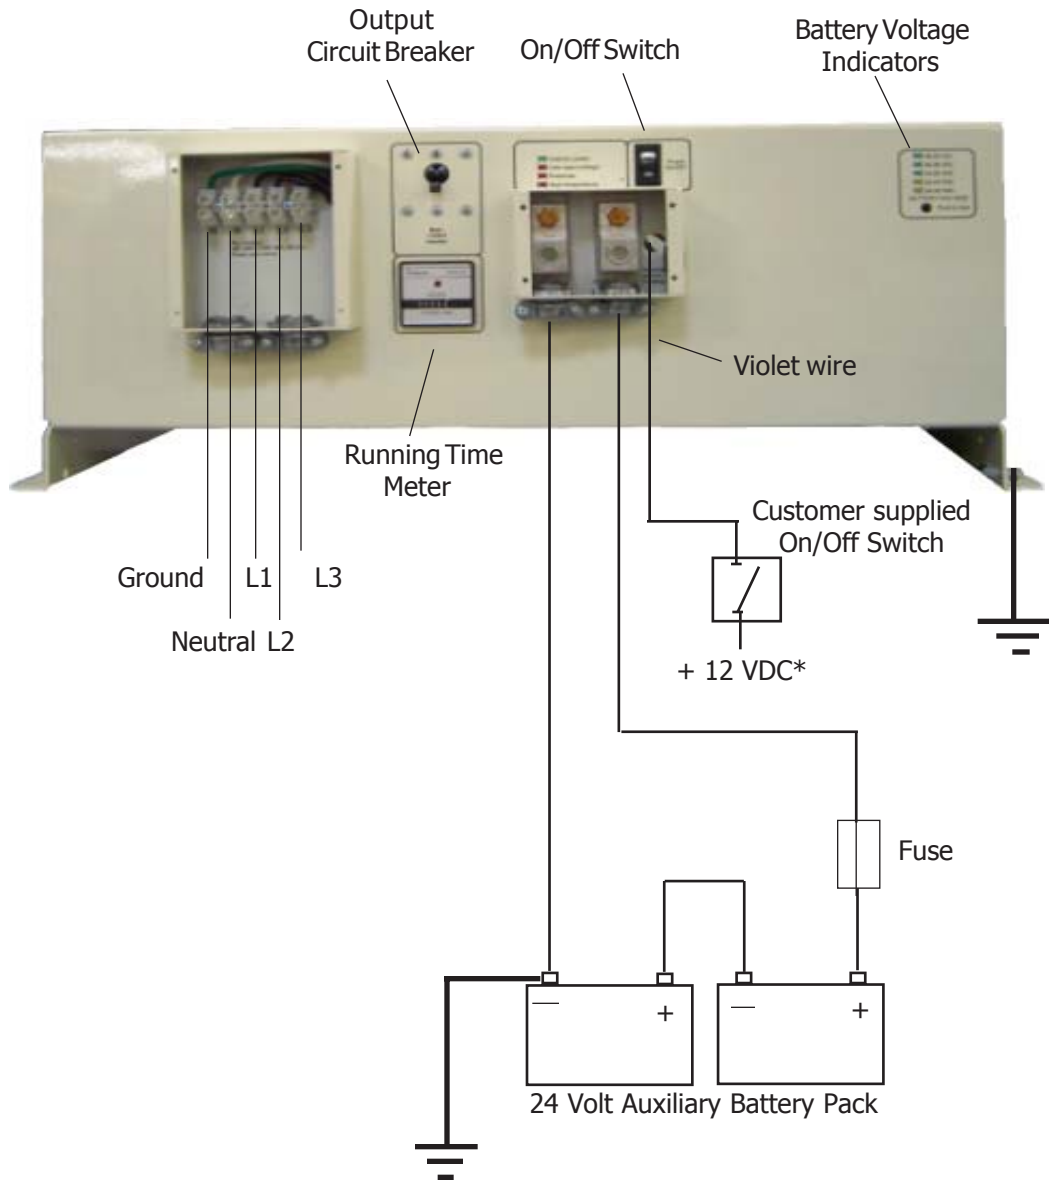 Output
Circuit Breaker
On/Off Switch
Battery Voltage
Indicators
Violet wire
Running Time
Meter
Customer supplied
On/Off Switch
Ground
L1
L3
Neutral
L2
+ 12 VDC*
Fuse
—
+
—
+
24 Volt Auxiliary Battery Pack